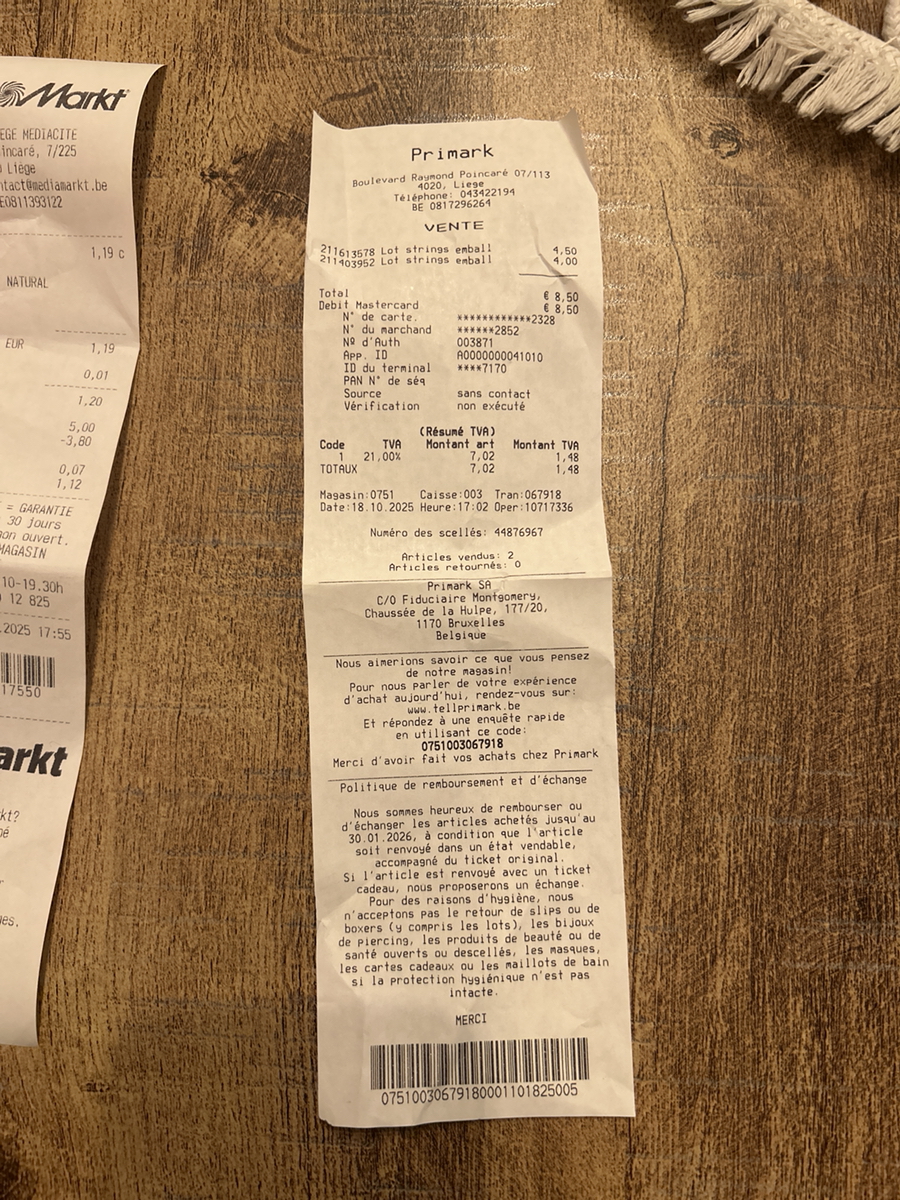 Markt
EGE MEDIACITE
incaré, 7/225
Liège
ntact@mediamarkt.be
E0811393122
1,19 c
NATURAL
EUR 1,19
0,01
1,20
5,00
-3,80
0,07
1,12
= GARANTIE
30 jours
on ouvert.
MAGASIN
10-19.30h
12 825
.2025 17:55
17550
arkt
kt?
es,
Primark
Boulevard Raymond Poincaré 07/113
4020, Liege
Téléphone: 043422194
BE 0817296264
VENTE
211613578 Lot strings emball 4,50
211403952 Lot strings emball 4,00
Total € 8,50
Debit Mastercard € 8,50
N° de carte. ************2328
N° du marchand ******2852
Nº d'Auth 003871
App. ID A0000000041010
ID du terminal ****7170
PAN N° de séq
Source sans contact
Vérification non exécuté
(Résumé TVA)
Code TVA Montant art Montant TVA
1 21,00% 7,02 1,48
TOTAUX 7,02 1,48
Magasin:0751 Caisse:003 Tran:067918
Date:18.10.2025 Heure:17:02 Oper:10717336
Numéro des scellés: 44876967
Articles vendus: 2
Articles retournés: 0
Primark SA
C/O Fiduciaire Montgomery,
Chaussée de la Hulpe, 177/20,
1170 Bruxelles
Belgique
Nous aimerions savoir ce que vous pensez
de notre magasin!
Pour nous parler de votre expérience
d'achat aujourd'hui, rendez-vous sur:
www.tellprimark.be
Et répondez à une enquête rapide
en utilisant ce code:
0751003067918
Merci d'avoir fait vos achats chez Primark
Politique de remboursement et d'échange
Nous sommes heureux de rembourser ou
d'échanger les articles achetés jusqu'au
30.01.2026, à condition que l'article
soit renvoyé dans un état vendable,
accompagné du ticket original.
Si l'article est renvoyé avec un ticket
cadeau, nous proposerons un échange.
Pour des raisons d'hygiène, nous
n'acceptons pas le retour de slips ou de
boxers (y compris les lots), les bijoux
de piercing, les produits de beauté ou de
santé ouverts ou descellés, les masques,
les cartes cadeaux ou les maillots de bain
si la protection hygiénique n'est pas
intacte.
MERCI
07510030679180001101825005